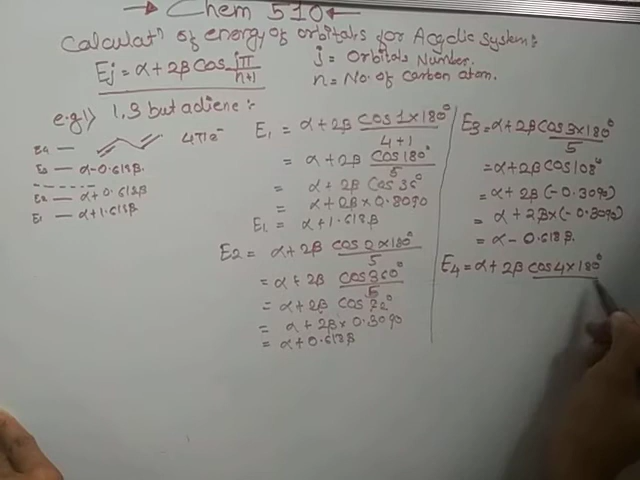 → Chem 510 ←
Calculatⁿ of energy of orbitals for Acyclic System:
Ej = α + 2β cos jπ/n+1
j = Orbitals Number.
n = No. of Carbon atom.
e.g 1) 1,3 butadiene :-
4πe⁻
E4 —
E3 — α-0.618β.
E2 — α+0.618β
E1 — α+1.618β
E1 = α + 2β cos 1×180°/4+1
= α + 2β cos 180°/5
= α + 2β cos 36°
= α + 2β × 0.8090
E1 = α + 1.618β
E2 = α + 2β cos 2×180°/5
= α + 2β cos 360°/5
= α + 2β cos 72°
= α + 2β × 0.3090
= α + 0.618β
E3 = α + 2β cos 3×180°/5
= α + 2β cos 108°
= α + 2β (-0.3090)
= α + 2β × (-0.3090)
= α - 0.618β.
E4 = α + 2β cos 4×180°